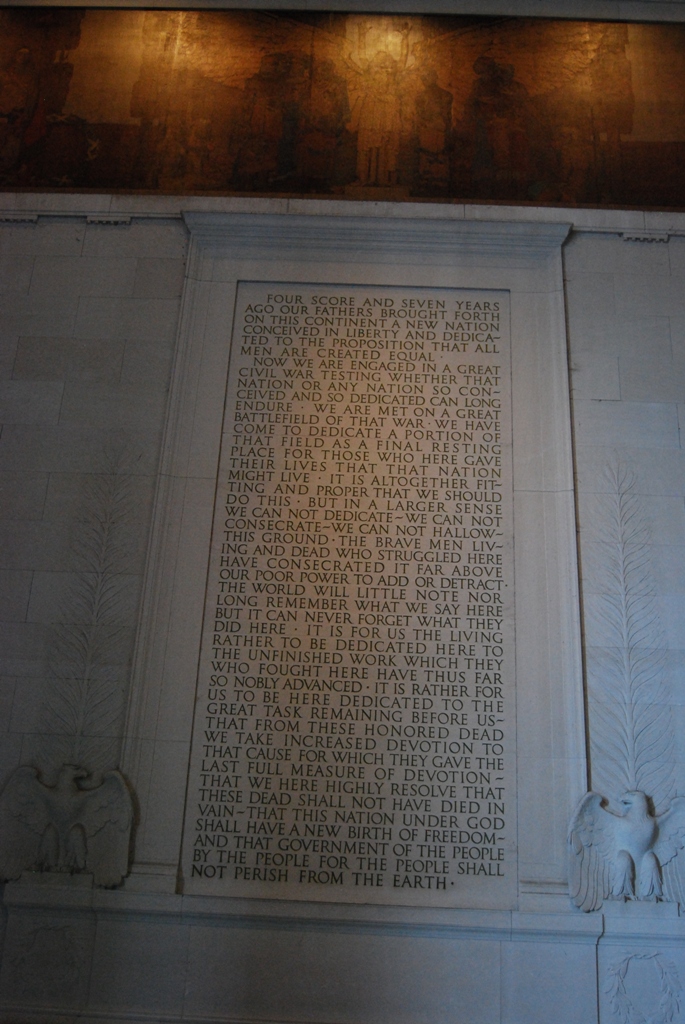 FOUR SCORE AND SEVEN YEARS
AGO OUR FATHERS BROUGHT FORTH
ON THIS CONTINENT A NEW NATION
CONCEIVED IN LIBERTY AND DEDICA-
TED TO THE PROPOSITION THAT ALL
MEN ARE CREATED EQUAL ·
NOW WE ARE ENGAGED IN A GREAT
CIVIL WAR TESTING WHETHER THAT
NATION OR ANY NATION SO CON-
CEIVED AND SO DEDICATED CAN LONG
ENDURE · WE ARE MET ON A GREAT
BATTLEFIELD OF THAT WAR · WE HAVE
COME TO DEDICATE A PORTION OF
THAT FIELD AS A FINAL RESTING
PLACE FOR THOSE WHO HERE GAVE
THEIR LIVES THAT THAT NATION
MIGHT LIVE · IT IS ALTOGETHER FIT-
TING AND PROPER THAT WE SHOULD
DO THIS · BUT IN A LARGER SENSE
WE CAN NOT DEDICATE~WE CAN NOT
CONSECRATE~WE CAN NOT HALLOW~
THIS GROUND · THE BRAVE MEN LIV-
ING AND DEAD WHO STRUGGLED HERE
HAVE CONSECRATED IT FAR ABOVE
OUR POOR POWER TO ADD OR DETRACT ·
THE WORLD WILL LITTLE NOTE NOR
LONG REMEMBER WHAT WE SAY HERE
BUT IT CAN NEVER FORGET WHAT THEY
DID HERE · IT IS FOR US THE LIVING
RATHER TO BE DEDICATED HERE TO
THE UNFINISHED WORK WHICH THEY
WHO FOUGHT HERE HAVE THUS FAR
SO NOBLY ADVANCED · IT IS RATHER FOR
US TO BE HERE DEDICATED TO THE
GREAT TASK REMAINING BEFORE US~
THAT FROM THESE HONORED DEAD
WE TAKE INCREASED DEVOTION TO
THAT CAUSE FOR WHICH THEY GAVE THE
LAST FULL MEASURE OF DEVOTION~
THAT WE HERE HIGHLY RESOLVE THAT
THESE DEAD SHALL NOT HAVE DIED IN
VAIN~THAT THIS NATION UNDER GOD
SHALL HAVE A NEW BIRTH OF FREEDOM~
AND THAT GOVERNMENT OF THE PEOPLE
BY THE PEOPLE FOR THE PEOPLE SHALL
NOT PERISH FROM THE EARTH ·